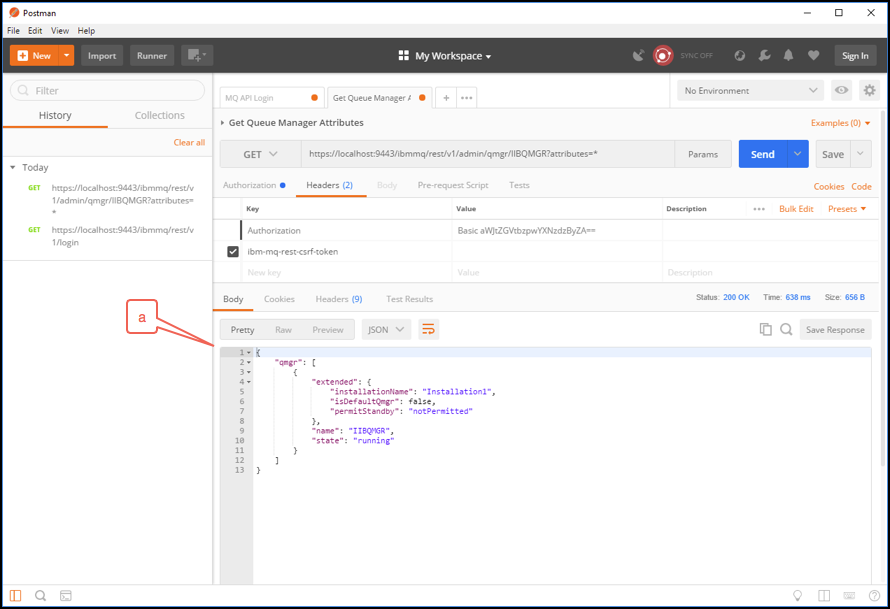 Postman
File Edit View Help
New Import Runner My Workspace SYNC OFF Sign In
Filter
History Collections
Clear all
Today
GET https://localhost:9443/ibmmq/rest/v
1/admin/qmgr/IIBQMGR?attributes=
*
GET https://localhost:9443/ibmmq/rest/v
1/login
MQ API Login Get Queue Manager A + ••• No Environment
Get Queue Manager Attributes Examples (0)
GET https://localhost:9443/ibmmq/rest/v1/admin/qmgr/IIBQMGR?attributes=* Params Send Save
Authorization Headers (2) Body Pre-request Script Tests Cookies Code
Key Value Description ••• Bulk Edit Presets
Authorization Basic aWJtZGVtbzpwYXNzdzByZA==
ibm-mq-rest-csrf-token
New key Value Description
Body Cookies Headers (9) Test Results Status: 200 OK Time: 638 ms Size: 656 B
a
Pretty Raw Preview JSON Save Response
1 {
2 "qmgr": [
3 {
4 "extended": {
5 "installationName": "Installation1",
6 "isDefaultQmgr": false,
7 "permitStandby": "notPermitted"
8 },
9 "name": "IIBQMGR",
10 "state": "running"
11 }
12 ]
13 }